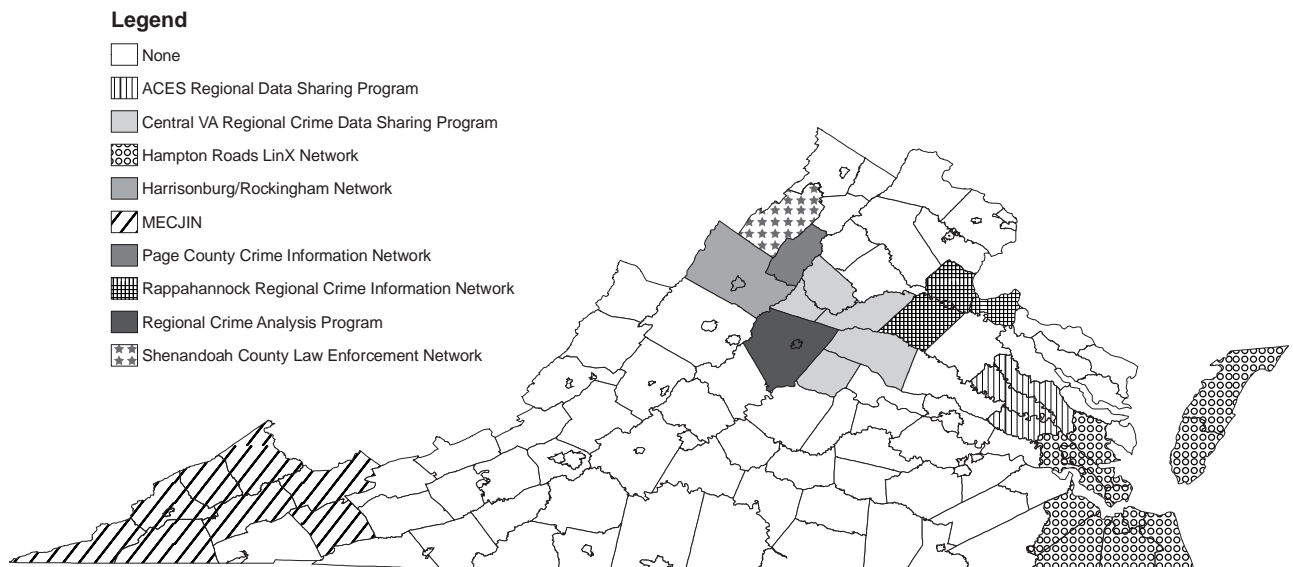 Legend
None
ACES Regional Data Sharing Program
Central VA Regional Crime Data Sharing Program
Hampton Roads LinX Network
Harrisonburg/Rockingham Network
MECJIN
Page County Crime Information Network
Rappahannock Regional Crime Information Network
Regional Crime Analysis Program
Shenandoah County Law Enforcement Network